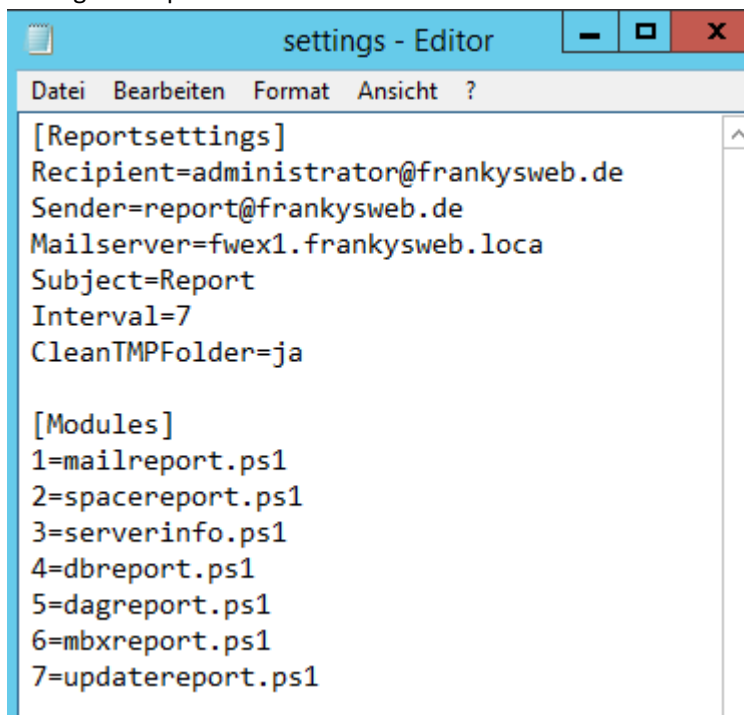 settings - Editor
Datei Bearbeiten Format Ansicht ?
[Reportsettings]
Recipient=administrator@frankysweb.de
Sender=report@frankysweb.de
Mailserver=fwex1.frankysweb.loca
Subject=Report
Interval=7
CleanTMPFolder=ja
[Modules]
1=mailreport.ps1
2=spacereport.ps1
3=serverinfo.ps1
4=dbreport.ps1
5=dagreport.ps1
6=mbxreport.ps1
7=updatereport.ps1